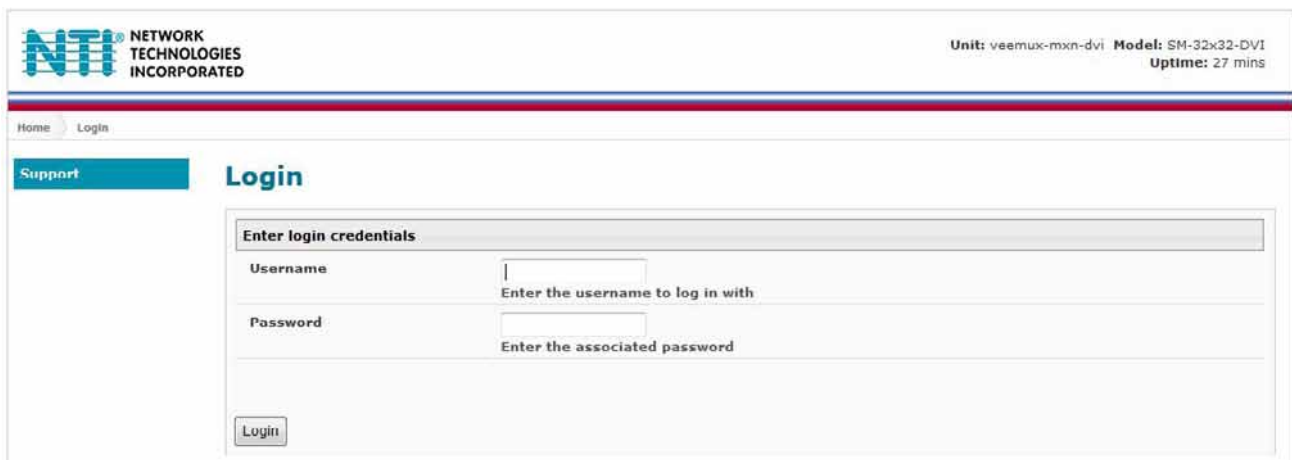 NTI® NETWORK
TECHNOLOGIES
INCORPORATED
Unit: veemux-mxn-dvi Model: SM-32x32-DVI
Uptime: 27 mins
Home Login
Support
Login
Enter login credentials
Username
Enter the username to log in with
Password
Enter the associated password
Login